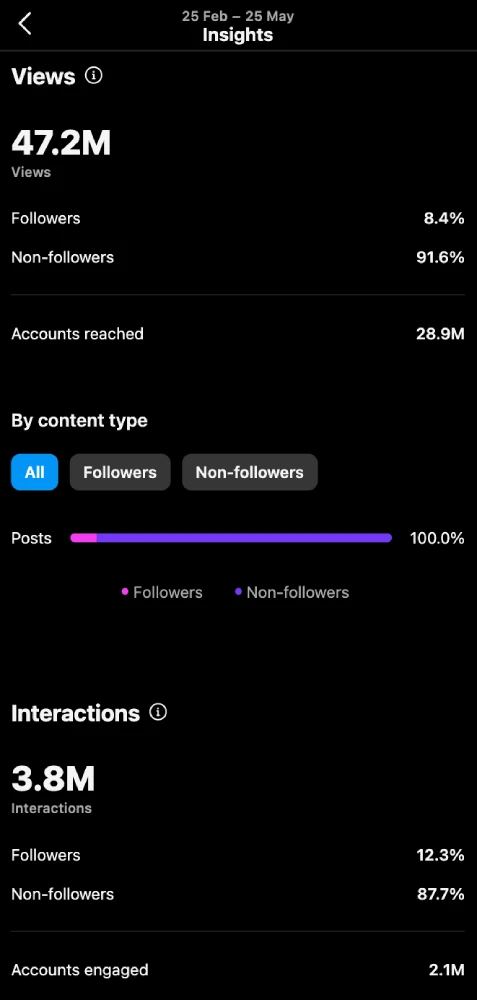 25 Feb – 25 May
Insights
Views
47.2M
Views
Followers 8.4%
Non-followers 91.6%
Accounts reached 28.9M
By content type
All Followers Non-followers
Posts 100.0%
Followers Non-followers
Interactions
3.8M
Interactions
Followers 12.3%
Non-followers 87.7%
Accounts engaged 2.1M